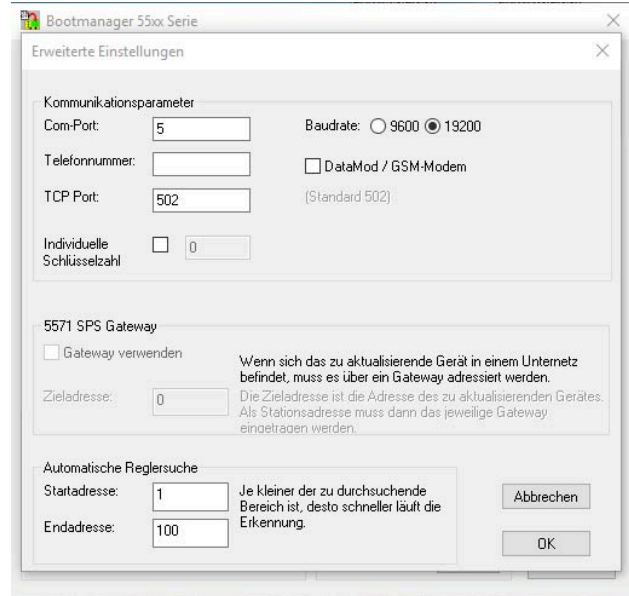 Bootmanager 55xx Serie
Erweiterte Einstellungen
Kommunikationsparameter
Com-Port: 5 Baudrate: 9600 19200
Telefonnummer: DataMod / GSM-Modem
TCP Port: 502 (Standard 502)
Individuelle
Schlüsselzahl 0
5571 SPS Gateway
Gateway verwenden
Wenn sich das zu aktualisierende Gerät in einem Unternetz
befindet, muss es über ein Gateway adressiert werden.
Zieladresse: 0
Die Zieladresse ist die Adresse des zu aktualisierenden Gerätes.
Als Stationsadresse muss dann das jeweilige Gateway
eingetragen werden.
Automatische Reglersuche
Startadresse: 1
Je kleiner der zu durchsuchende
Bereich ist, desto schneller läuft die
Erkennung.
Endadresse: 100
Abbrechen
OK